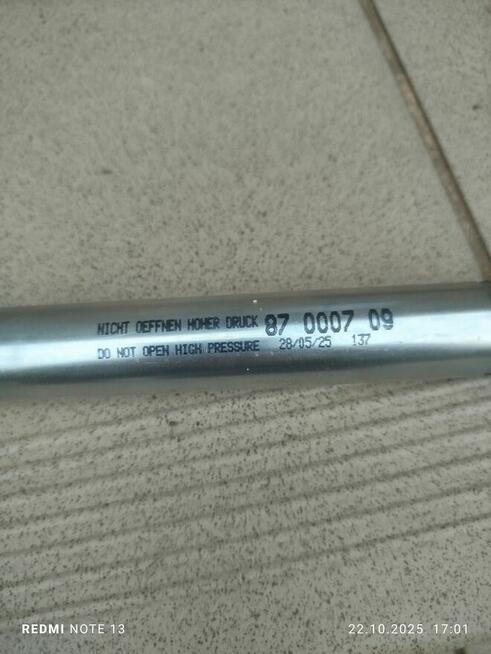 NICHT OEFFNEN HOHER DRUCK 87 0007 09
DO NOT OPEN HIGH PRESSURE 28/05/25 137
REDMI NOTE 13 22.10.2025 17:01